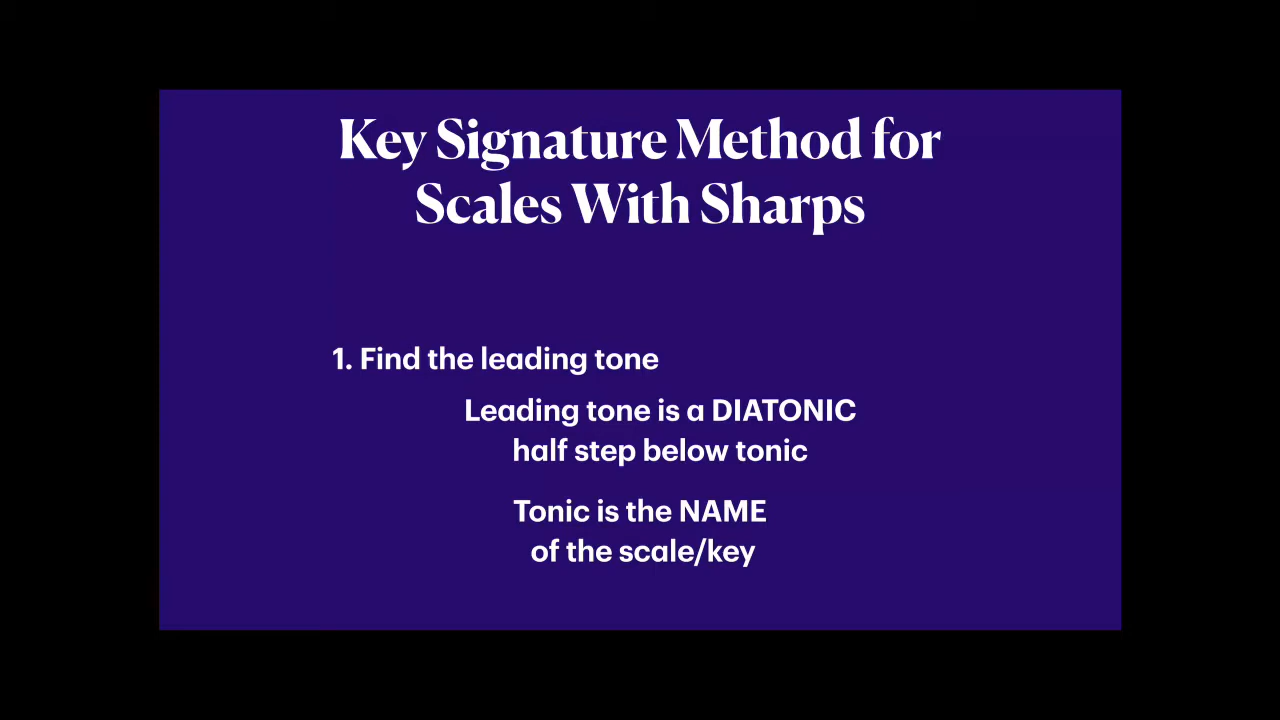 Key Signature Method for
Scales With Sharps
1. Find the leading tone
Leading tone is a DIATONIC
half step below tonic
Tonic is the NAME
of the scale/key